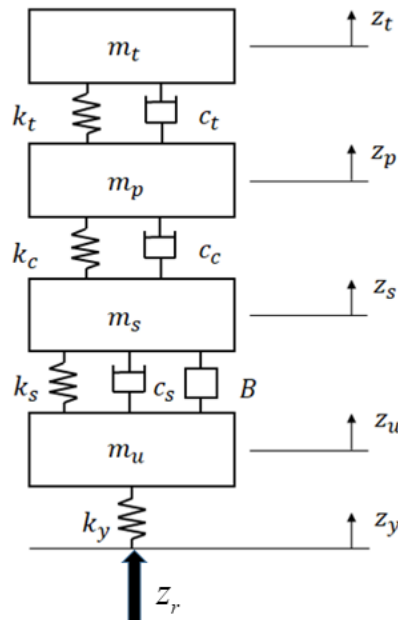 m_t z_t
k_t c_t
m_p z_p
k_c c_c
m_s z_s
k_s c_s B
m_u z_u
k_y z_y
z_r